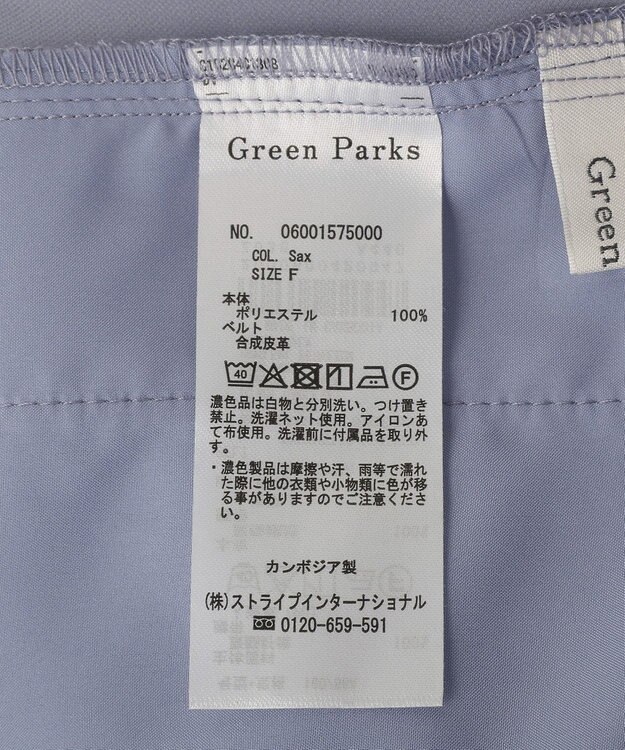 Green Parks
NO. 06001575000
COL. Sax
SIZE F
本体
ポリエステル 100%
ベルト
合成皮革
40 F
濃色品は白物と分別洗い。つけ置き
禁止。洗濯ネット使用。アイロンあ
て布使用。洗濯前に付属品を取り外
す。
・濃色製品は摩擦や汗、雨等で濡れ
た際に他の衣類や小物類に色が移
る事がありますのでご注意くださ
い。
カンボジア製
(株)ストライプインターナショナル
0120-659-591
Green